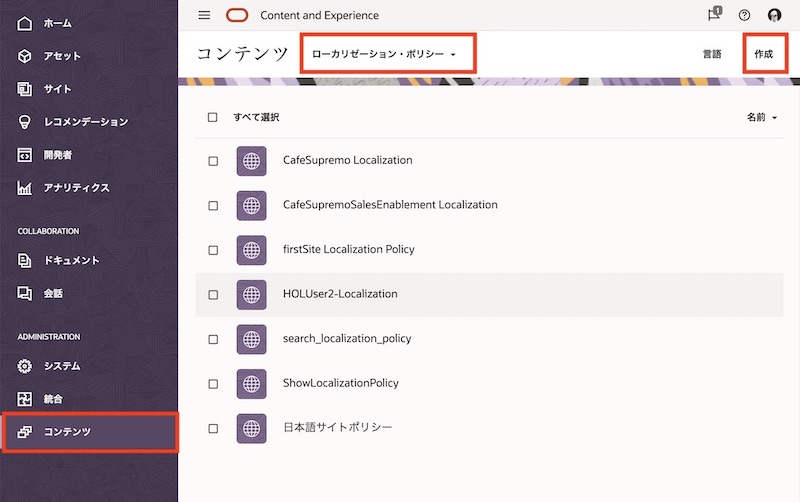 ホーム
アセット
サイト
レコメンデーション
開発者
アナリティクス
COLLABORATION
ドキュメント
会話
ADMINISTRATION
システム
統合
コンテンツ
Content and Experience
1
コンテンツ ローカリゼーション・ポリシー 言語 作成
すべて選択 名前
CafeSupremo Localization
CafeSupremoSalesEnablement Localization
firstSite Localization Policy
HOLUser2-Localization
search_localization_policy
ShowLocalizationPolicy
日本語サイトポリシー